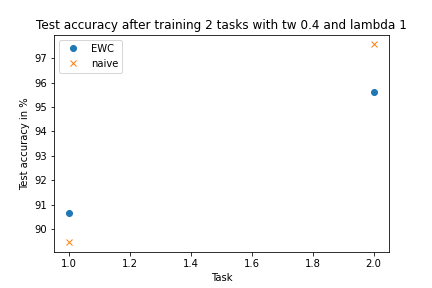 Test accuracy after training 2 tasks with tw 0.4 and lambda 1
EWC
naive
Test accuracy in %
97
96
95
94
93
92
91
90
1.0 1.2 1.4 1.6 1.8 2.0
Task